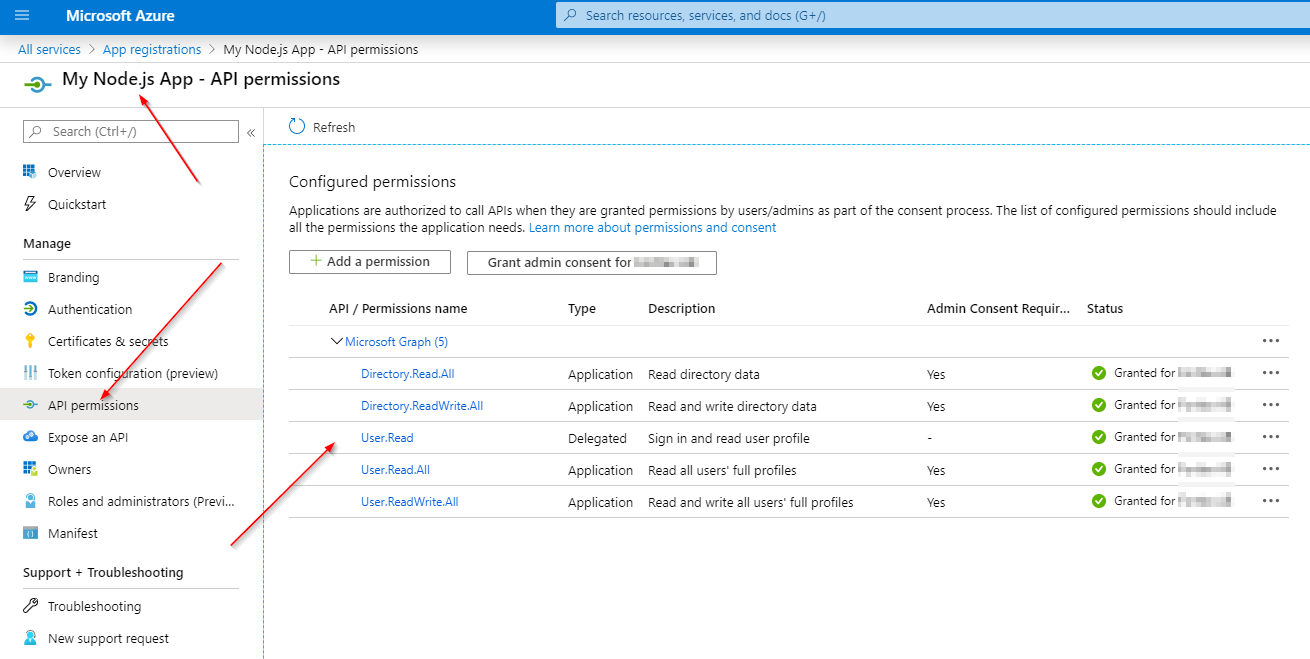 Microsoft Azure
Search resources, services, and docs (G+/)
All services > App registrations > My Node.js App - API permissions
My Node.js App - API permissions
Search (Ctrl+/)
«
Refresh
Overview
Quickstart
Manage
Branding
Authentication
Certificates & secrets
Token configuration (preview)
API permissions
Expose an API
Owners
Roles and administrators (Previ...
Manifest
Support + Troubleshooting
Troubleshooting
New support request
Configured permissions
Applications are authorized to call APIs when they are granted permissions by users/admins as part of the consent process. The list of configured permissions should include
all the permissions the application needs. Learn more about permissions and consent
+ Add a permission
Grant admin consent for
API / Permissions name Type Description Admin Consent Requir... Status
Microsoft Graph (5) ...
Directory.Read.All Application Read directory data Yes Granted for ...
Directory.ReadWrite.All Application Read and write directory data Yes Granted for ...
User.Read Delegated Sign in and read user profile - Granted for ...
User.Read.All Application Read all users' full profiles Yes Granted for ...
User.ReadWrite.All Application Read and write all users' full profiles Yes Granted for ...